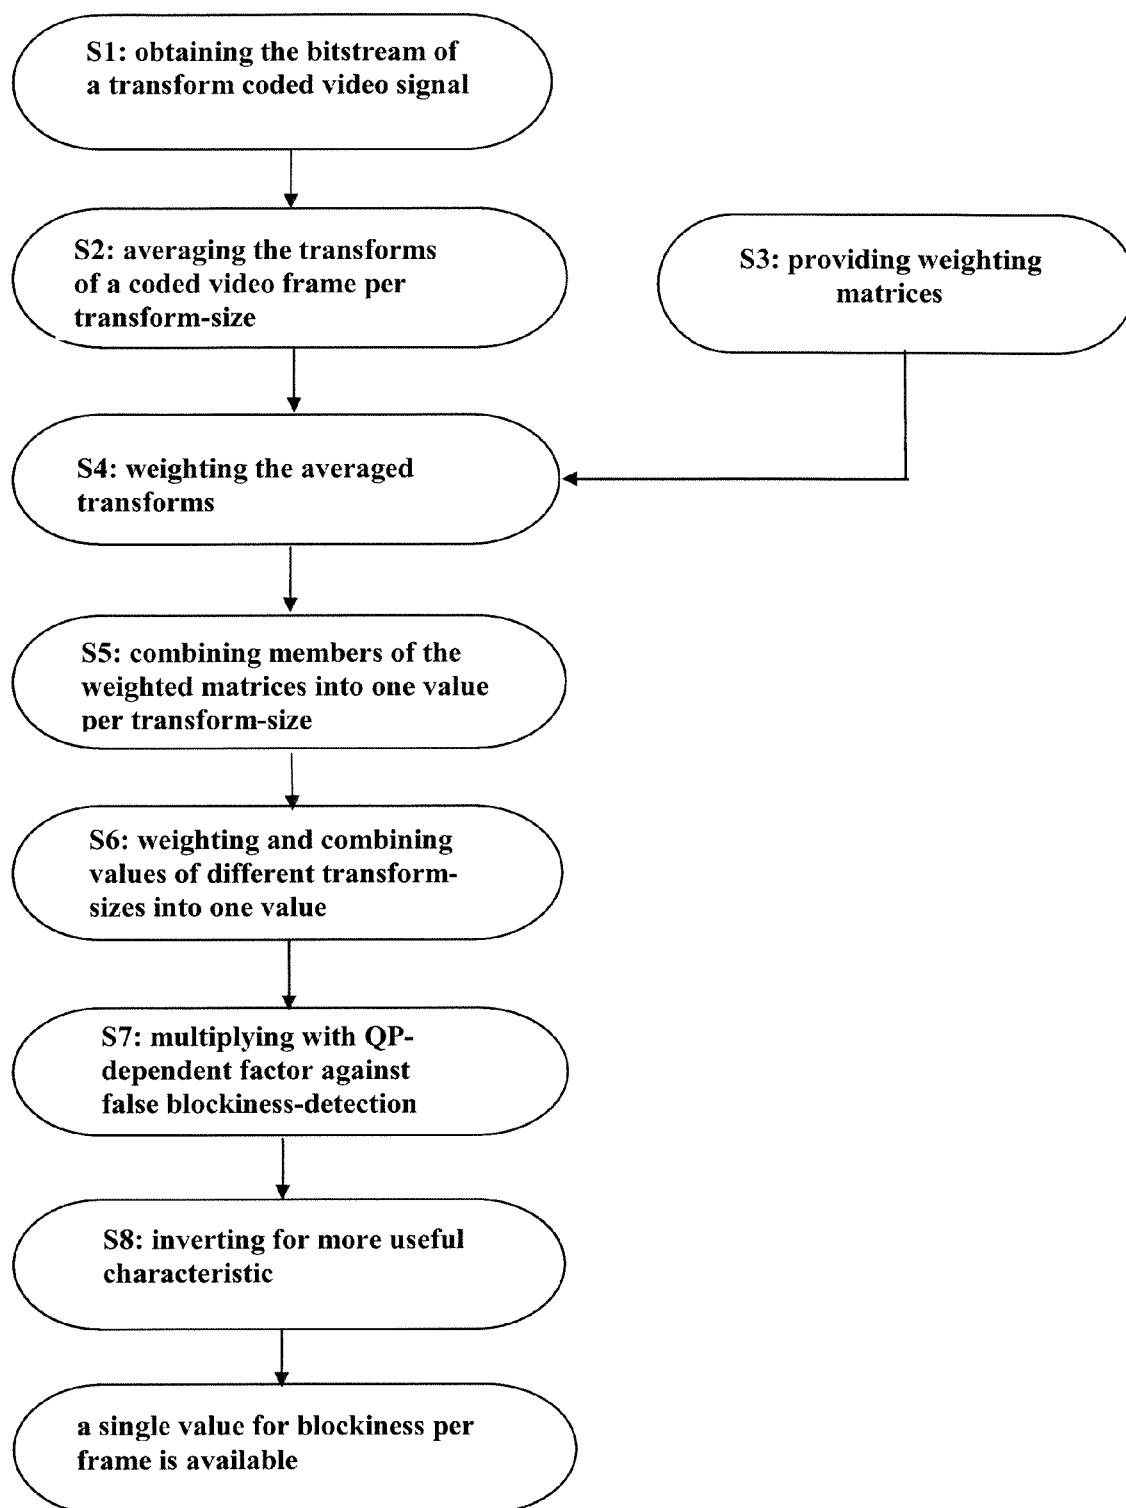 S1: obtaining the bitstream of
a transform coded video signal
S2: averaging the transforms
of a coded video frame per
transform-size
S3: providing weighting
matrices
S4: weighting the averaged
transforms
S5: combining members of the
weighted matrices into one value
per transform-size
S6: weighting and combining
values of different transform-
sizes into one value
S7: multiplying with QP-
dependent factor against
false blockiness-detection
S8: inverting for more useful
characteristic
a single value for blockiness per
frame is available